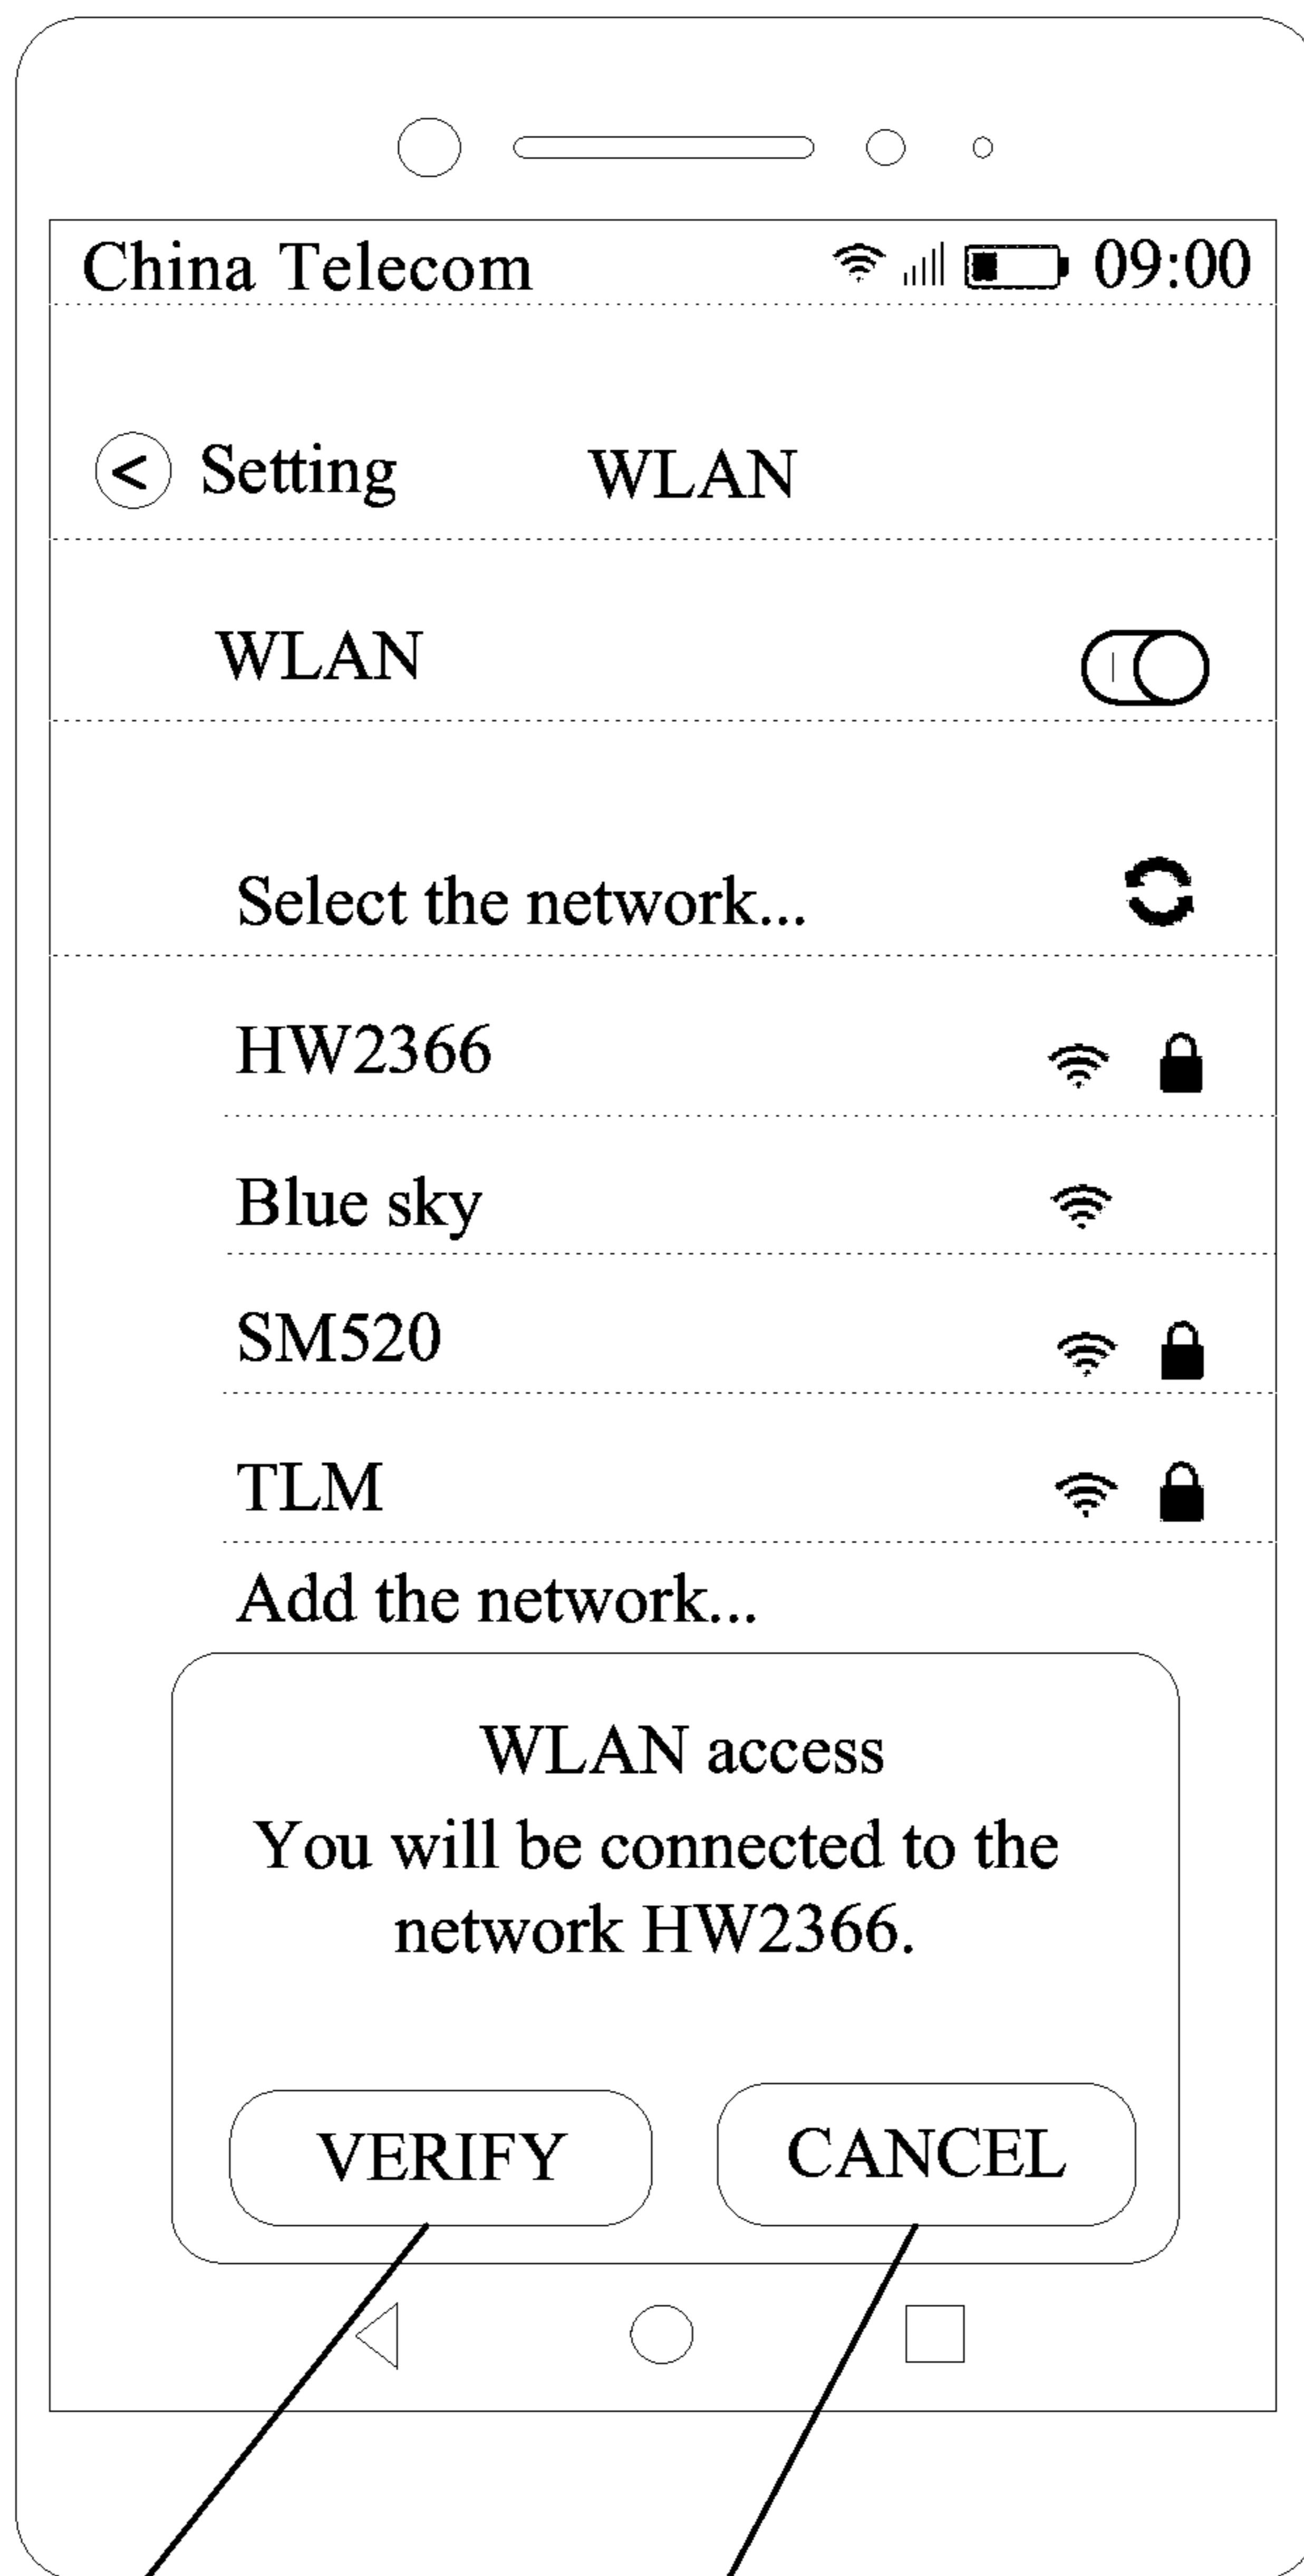 China Telecom 09:00
< Setting WLAN
WLAN
Select the network...
HW2366
Blue sky
SM520
TLM
Add the network...
WLAN access
You will be connected to the
network HW2366.
VERIFY CANCEL